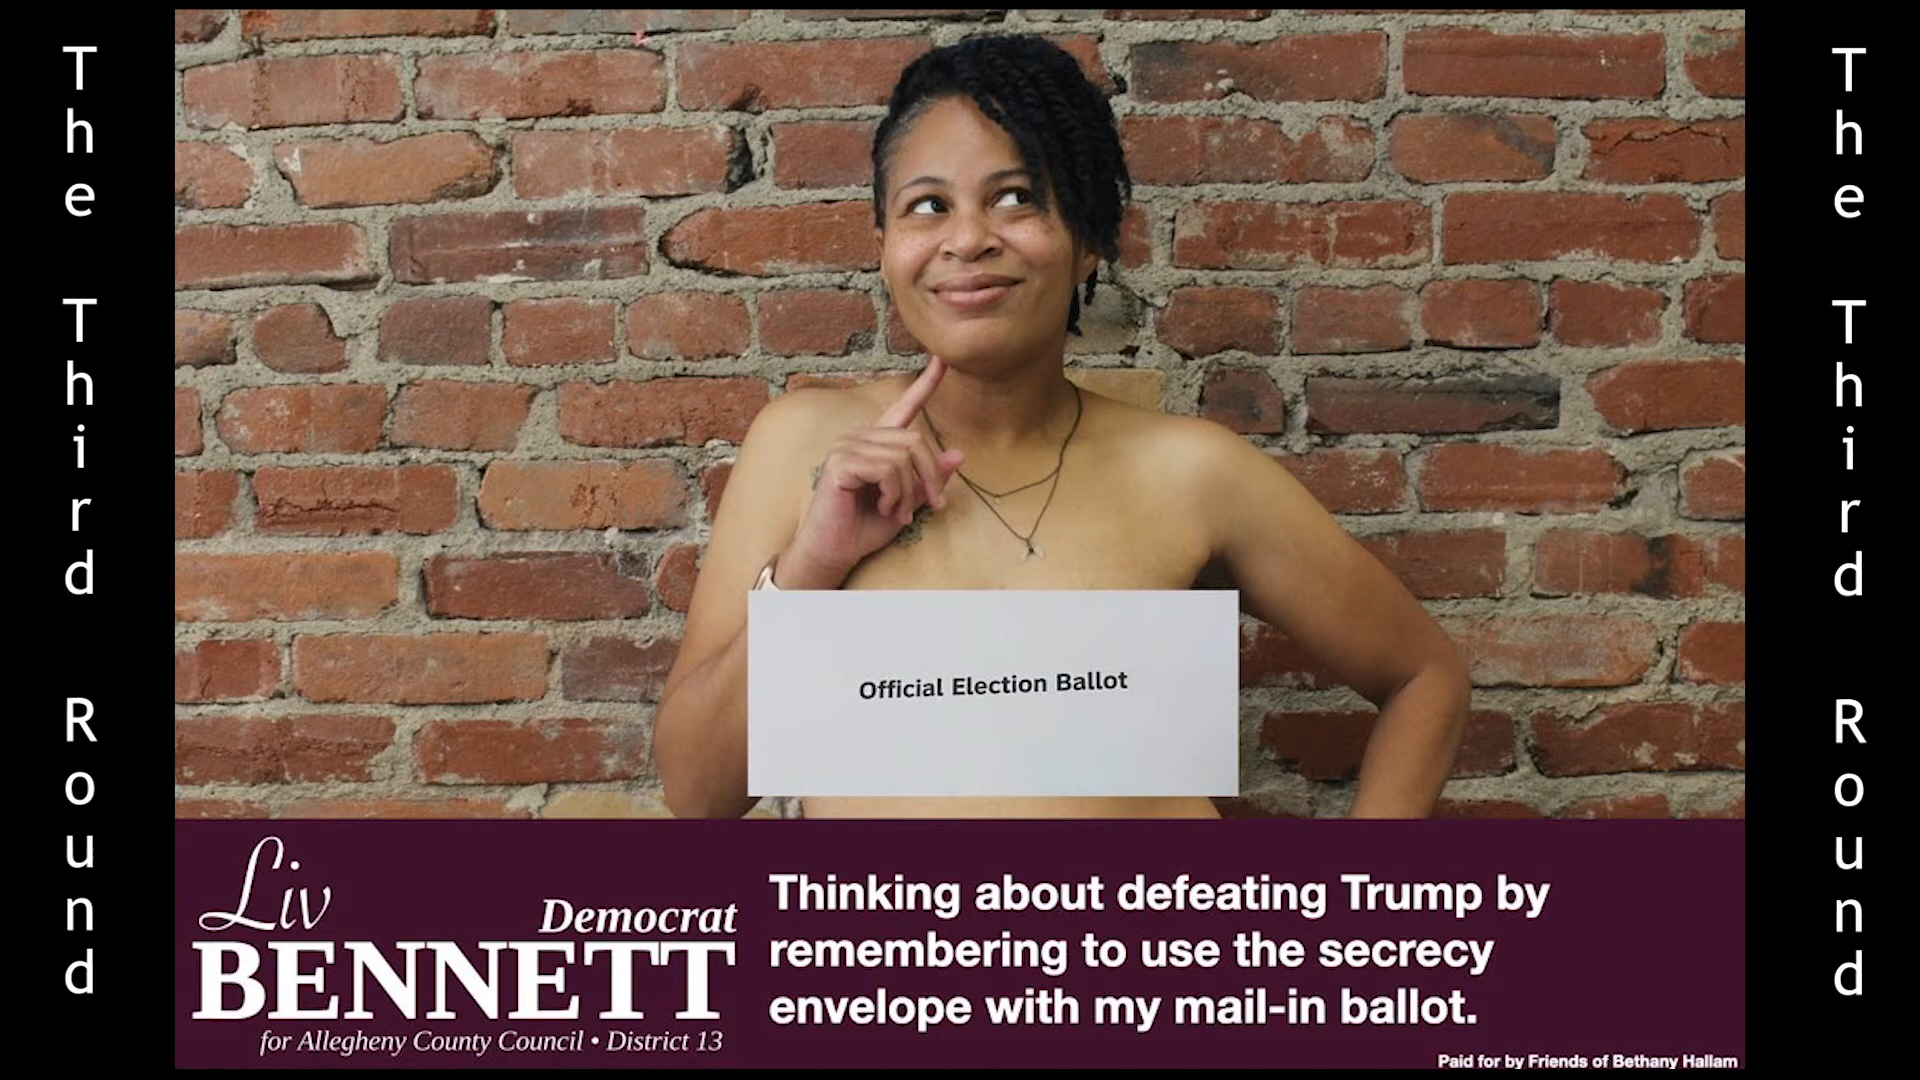 The Third Round
Official Election Ballot
Liv
Democrat
BENNETT
for Allegheny County Council • District 13
Thinking about defeating Trump by
remembering to use the secrecy
envelope with my mail-in ballot.
Paid for by Friends of Bethany Hallam
The Third Round